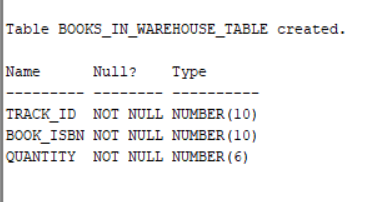 Table BOOKS_IN_WAREHOUSE_TABLE created.
Name      Null?    Type
--------- -------- ----------
TRACK_ID  NOT NULL NUMBER(10)
BOOK_ISBN NOT NULL NUMBER(10)
QUANTITY  NOT NULL NUMBER(6)